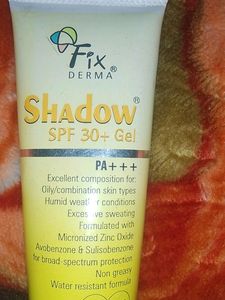 Fix®
DERMA
SHADOW®
SPF 30+ Gel
PA+++
Excellent composition for:
Oily/combination skin types
Humid weather conditions
Excessive sweating
Formulated with
Micronized Zinc Oxide
Avobenzone & Sulisobenzone
for broad-spectrum protection
Non greasy
Water resistant formula